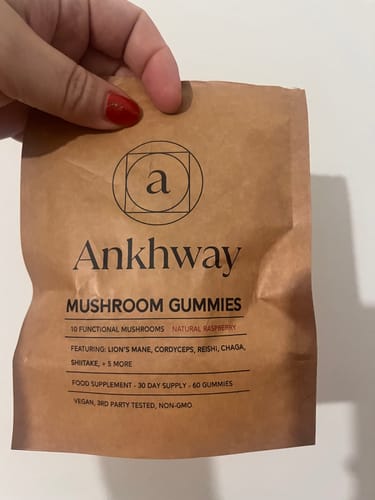 a
Ankhway
MUSHROOM GUMMIES
10 FUNCTIONAL MUSHROOMS NATURAL RASPBERRY
FEATURING: LION'S MANE, CORDYCEPS, REISHI, CHAGA,
SHIITAKE, + 5 MORE
FOOD SUPPLEMENT - 30 DAY SUPPLY - 60 GUMMIES
VEGAN, 3RD PARTY TESTED, NON-GMO